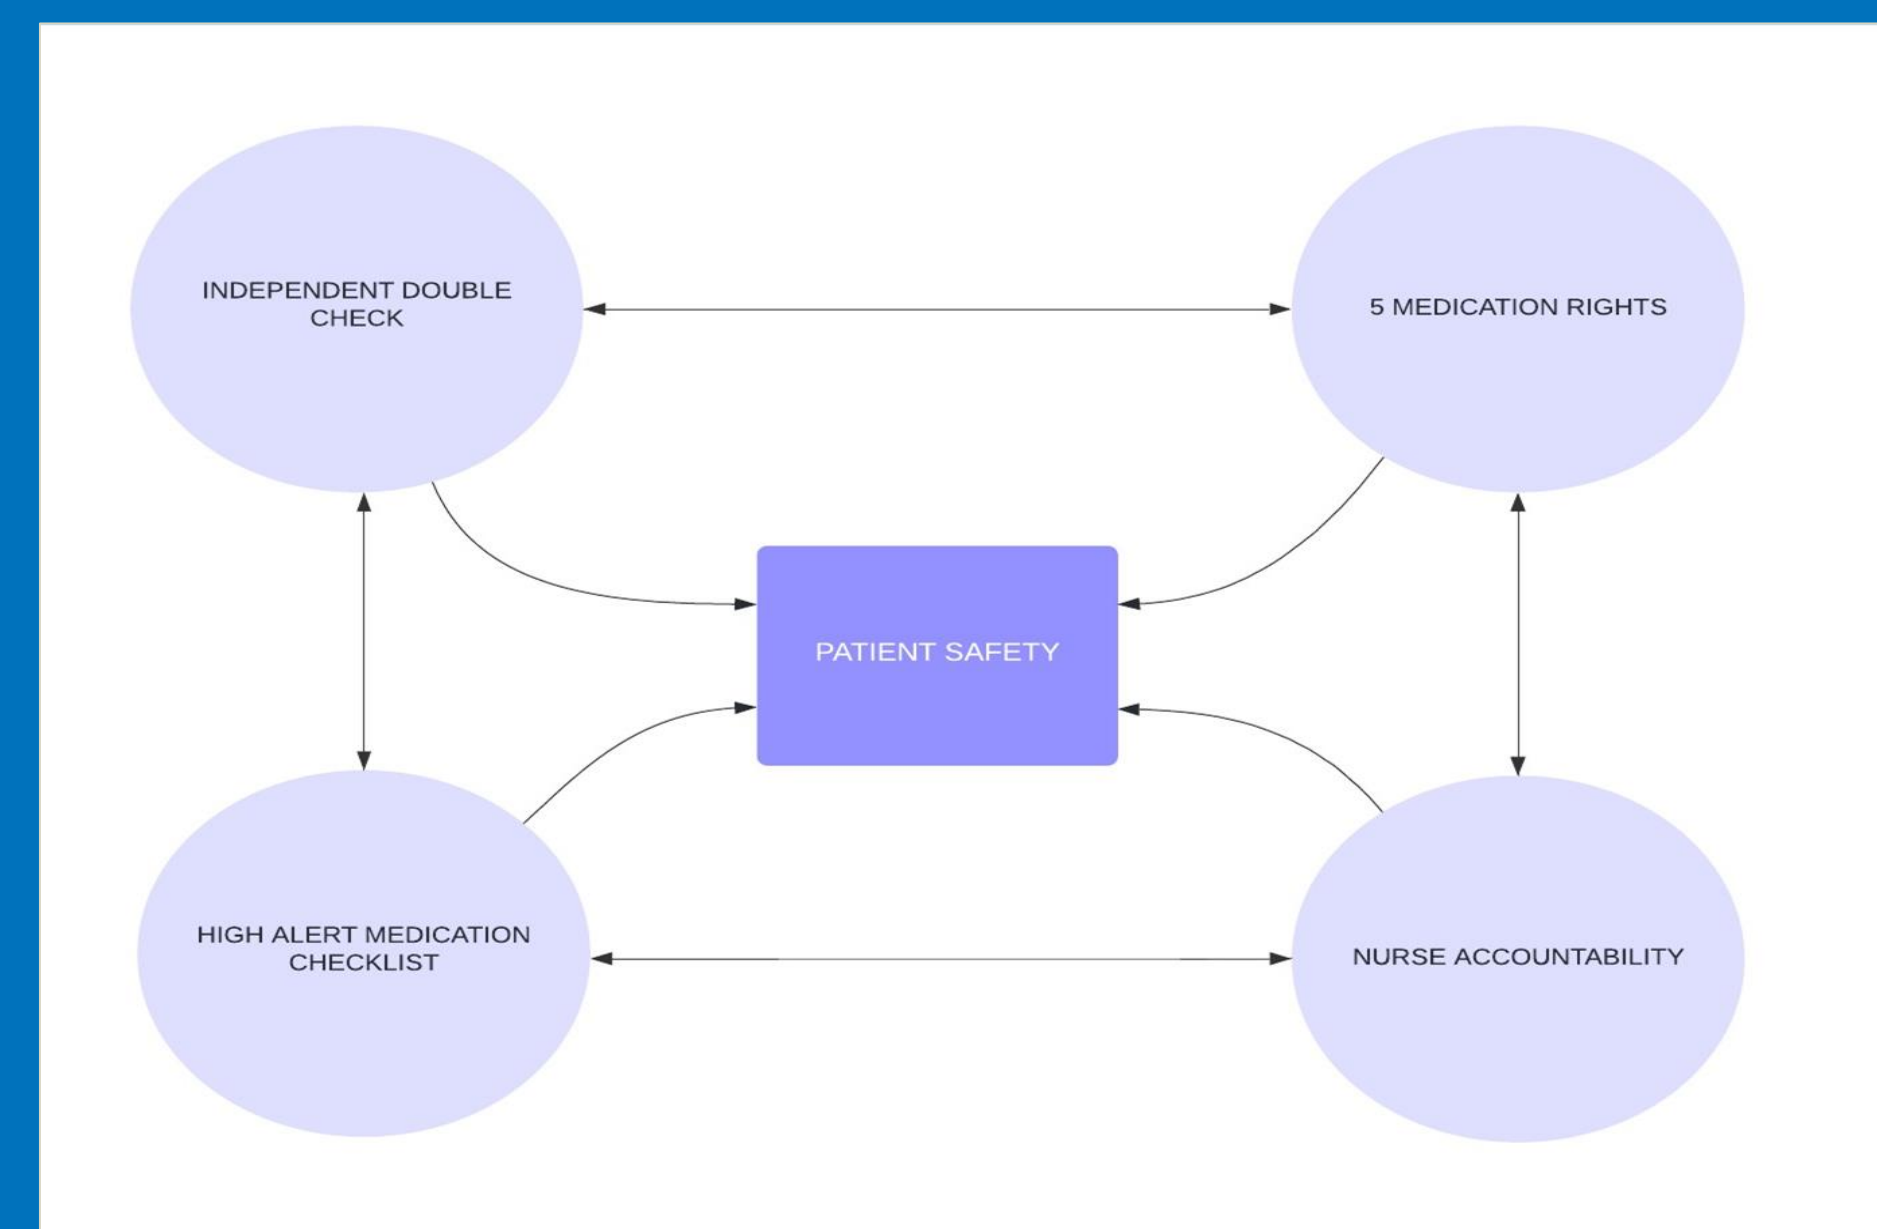 INDEPENDENT DOUBLE
CHECK
5 MEDICATION RIGHTS
PATIENT SAFETY
HIGH ALERT MEDICATION
CHECKLIST
NURSE ACCOUNTABILITY